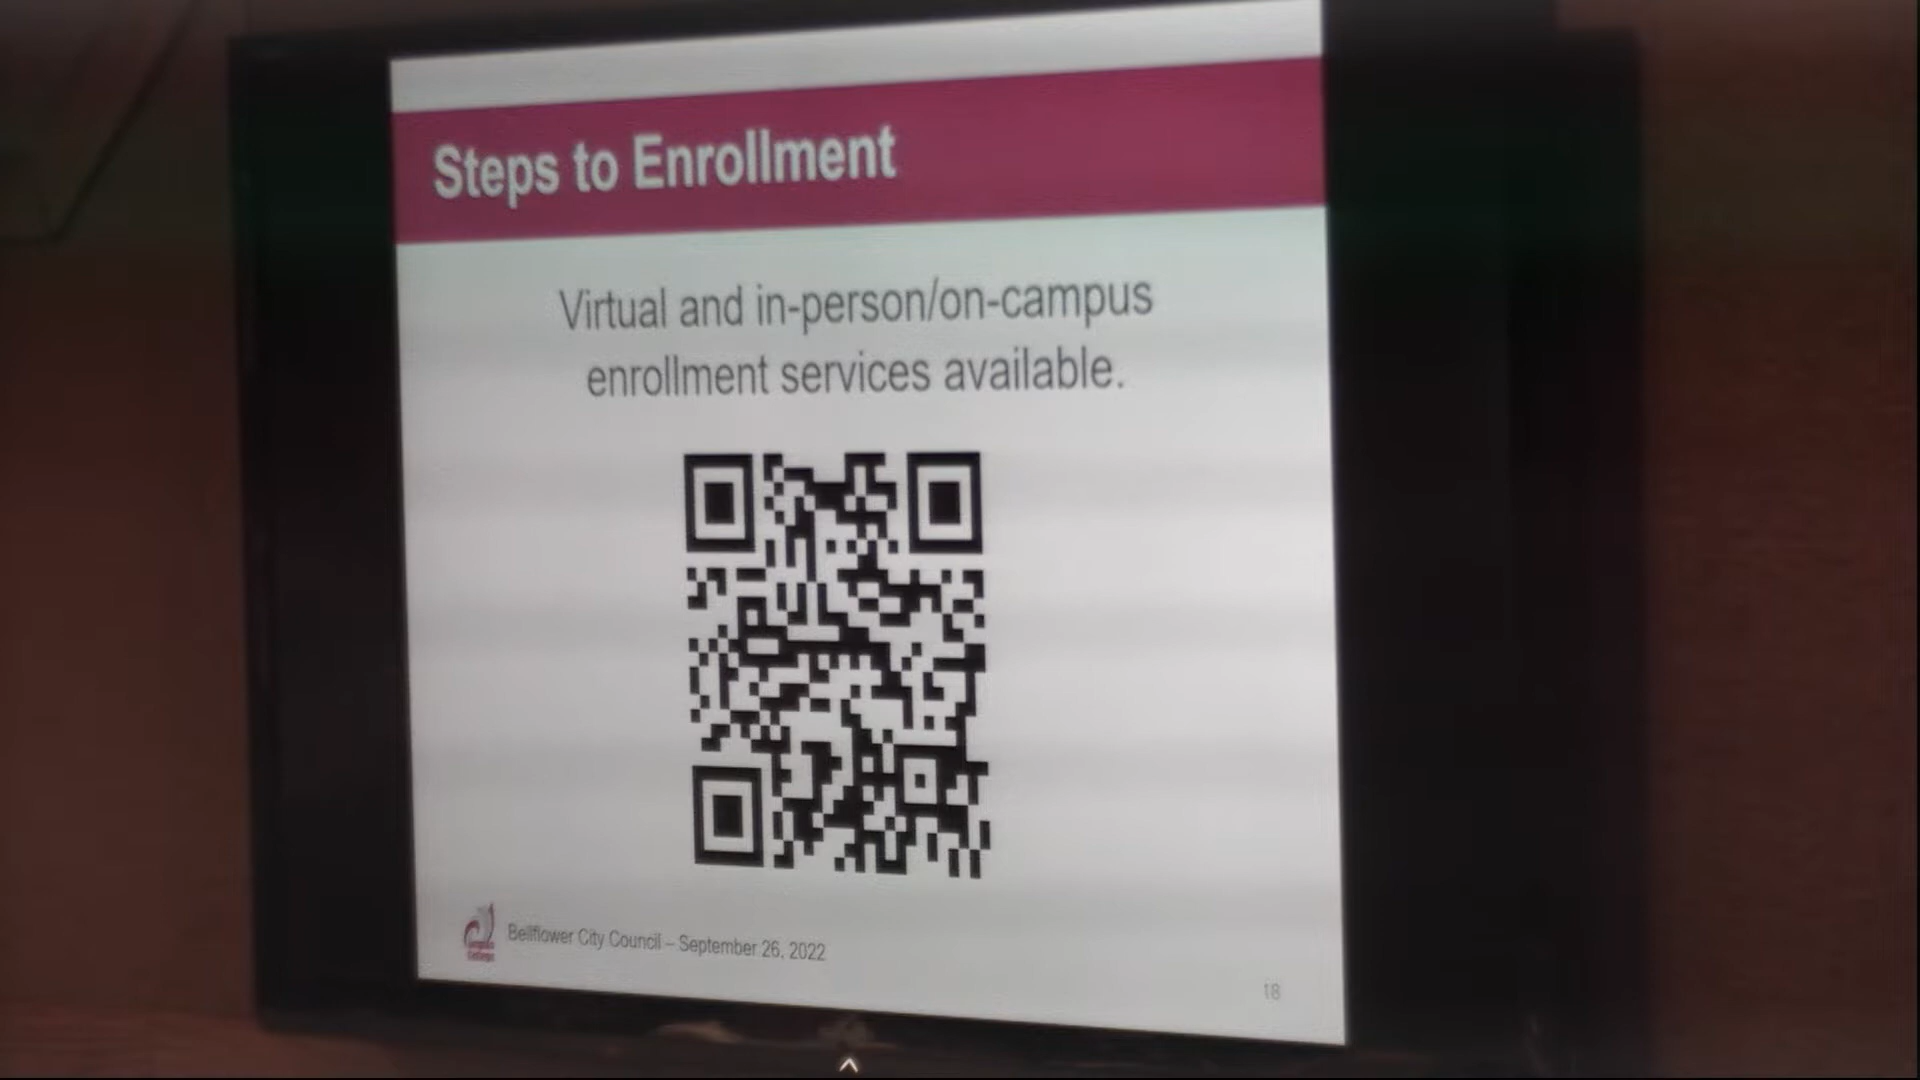 Steps to Enrollment
Virtual and in-person/on-campus
enrollment services available.
Bellflower City Council – September 26, 2022
18